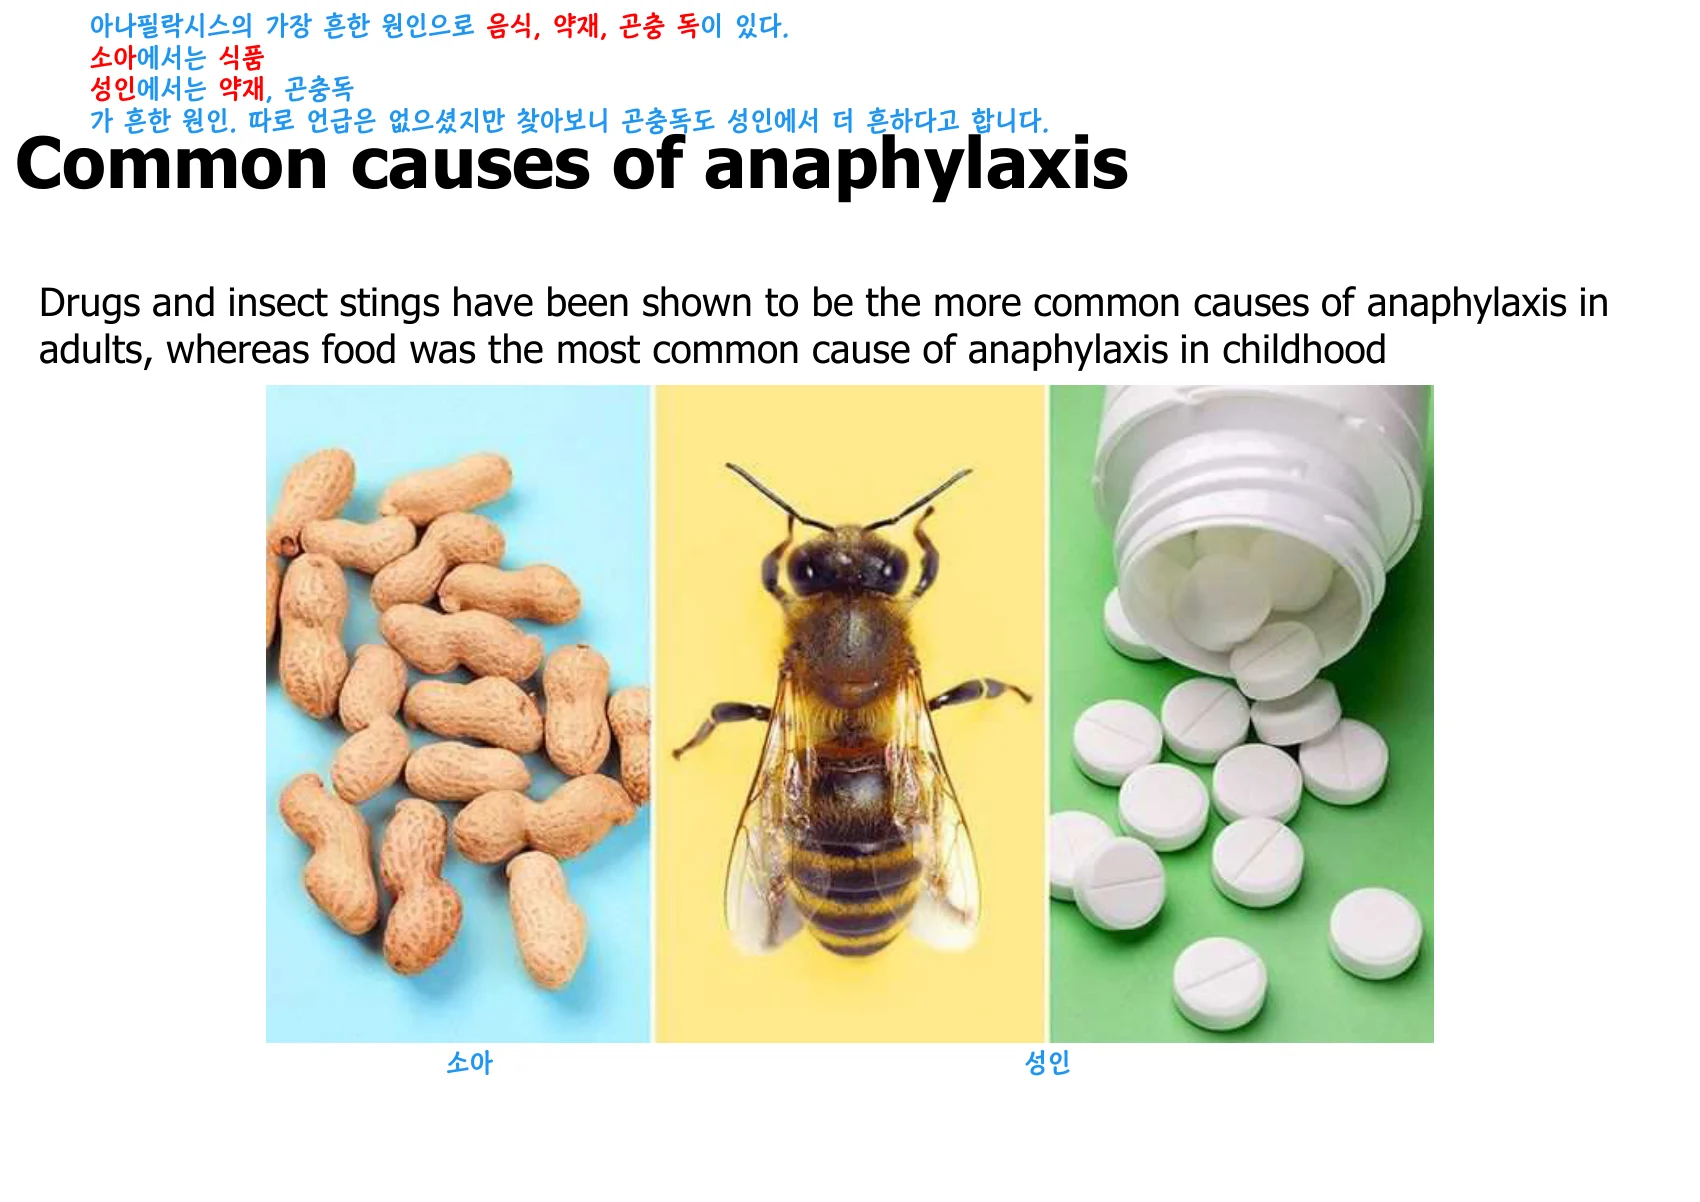 아나필락시스의 가장 흔한 원인으로 음식, 약재, 곤충 독이 있다.
소아에서는 식품
성인에서는 약재, 곤충독
가 흔한 원인. 따로 언급은 없으셨지만 찾아보니 곤충독도 성인에서 더 흔하다고 합니다.
Common causes of anaphylaxis
Drugs and insect stings have been shown to be the more common causes of anaphylaxis in
adults, whereas food was the most common cause of anaphylaxis in childhood
소아
성인